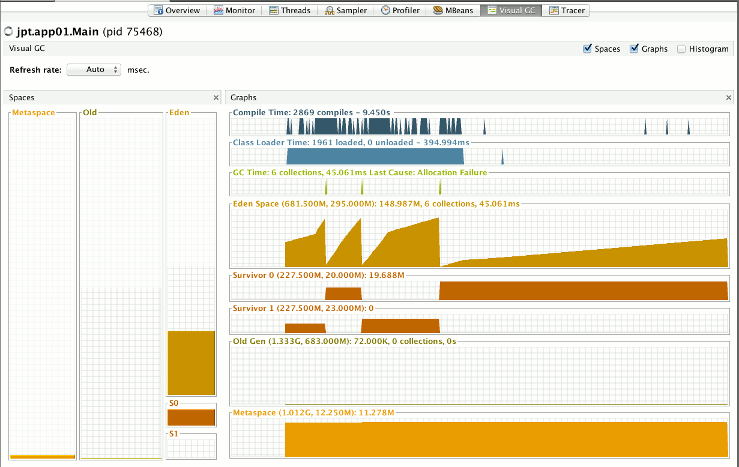 Overview Monitor Threads Sampler Profiler MBeans Visual GC Tracer
jpt.app01.Main (pid 75468)
Visual GC Spaces Graphs Histogram
Refresh rate: Auto msec.
Spaces
Metaspace Old Eden
S0
S1
Graphs
Compile Time: 2869 compiles - 9.450s
Class Loader Time: 1961 loaded, 0 unloaded - 394.994ms
GC Time: 6 collections, 45.061ms Last Cause: Allocation Failure
Eden Space (681.500M, 295.000M): 148.987M, 6 collections, 45.061ms
Survivor 0 (227.500M, 20.000M): 19.688M
Survivor 1 (227.500M, 23.000M): 0
Old Gen (1.333G, 683.000M): 72.000K, 0 collections, 0s
Metaspace (1.012G, 12.250M): 11.278M